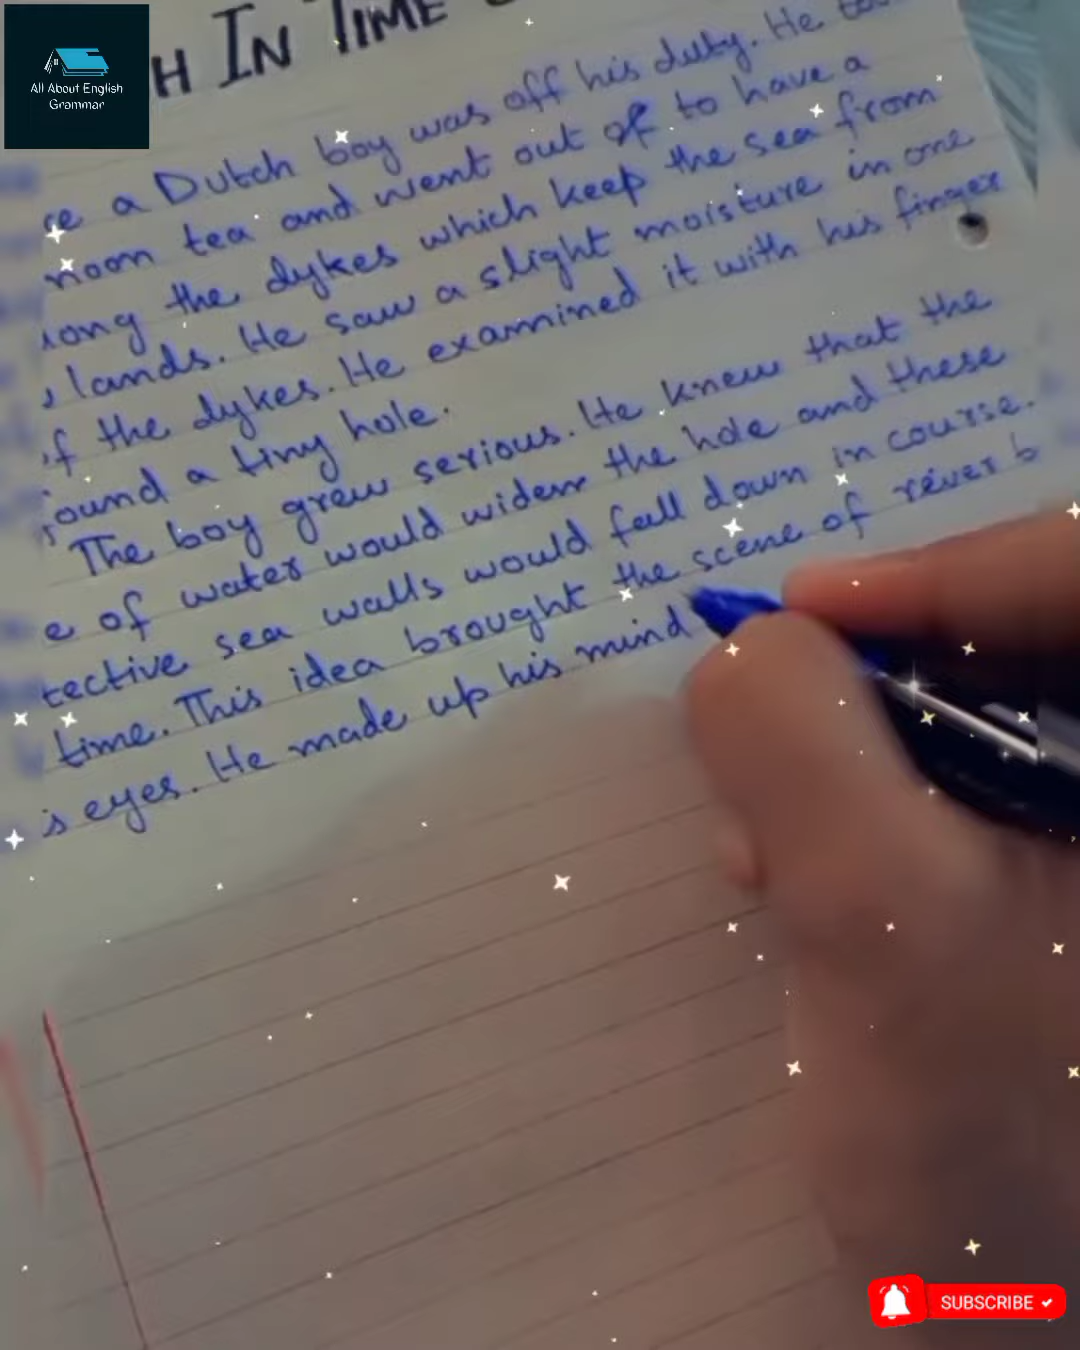 All About English
Grammar
H IN TIME
a Dutch boy was off his duty. He
noon tea and went out of to have a
the dykes which keep the sea from
lands. He saw a slight moisture in one
the dykes. He examined it with his finger
a tiny hole.
The boy grew serious. He knew that the
e of water would widen the hole and these
tective sea walls would fall down in course.
time. This idea brought the scene of river b
s eyes. He made up his mind
SUBSCRIBE